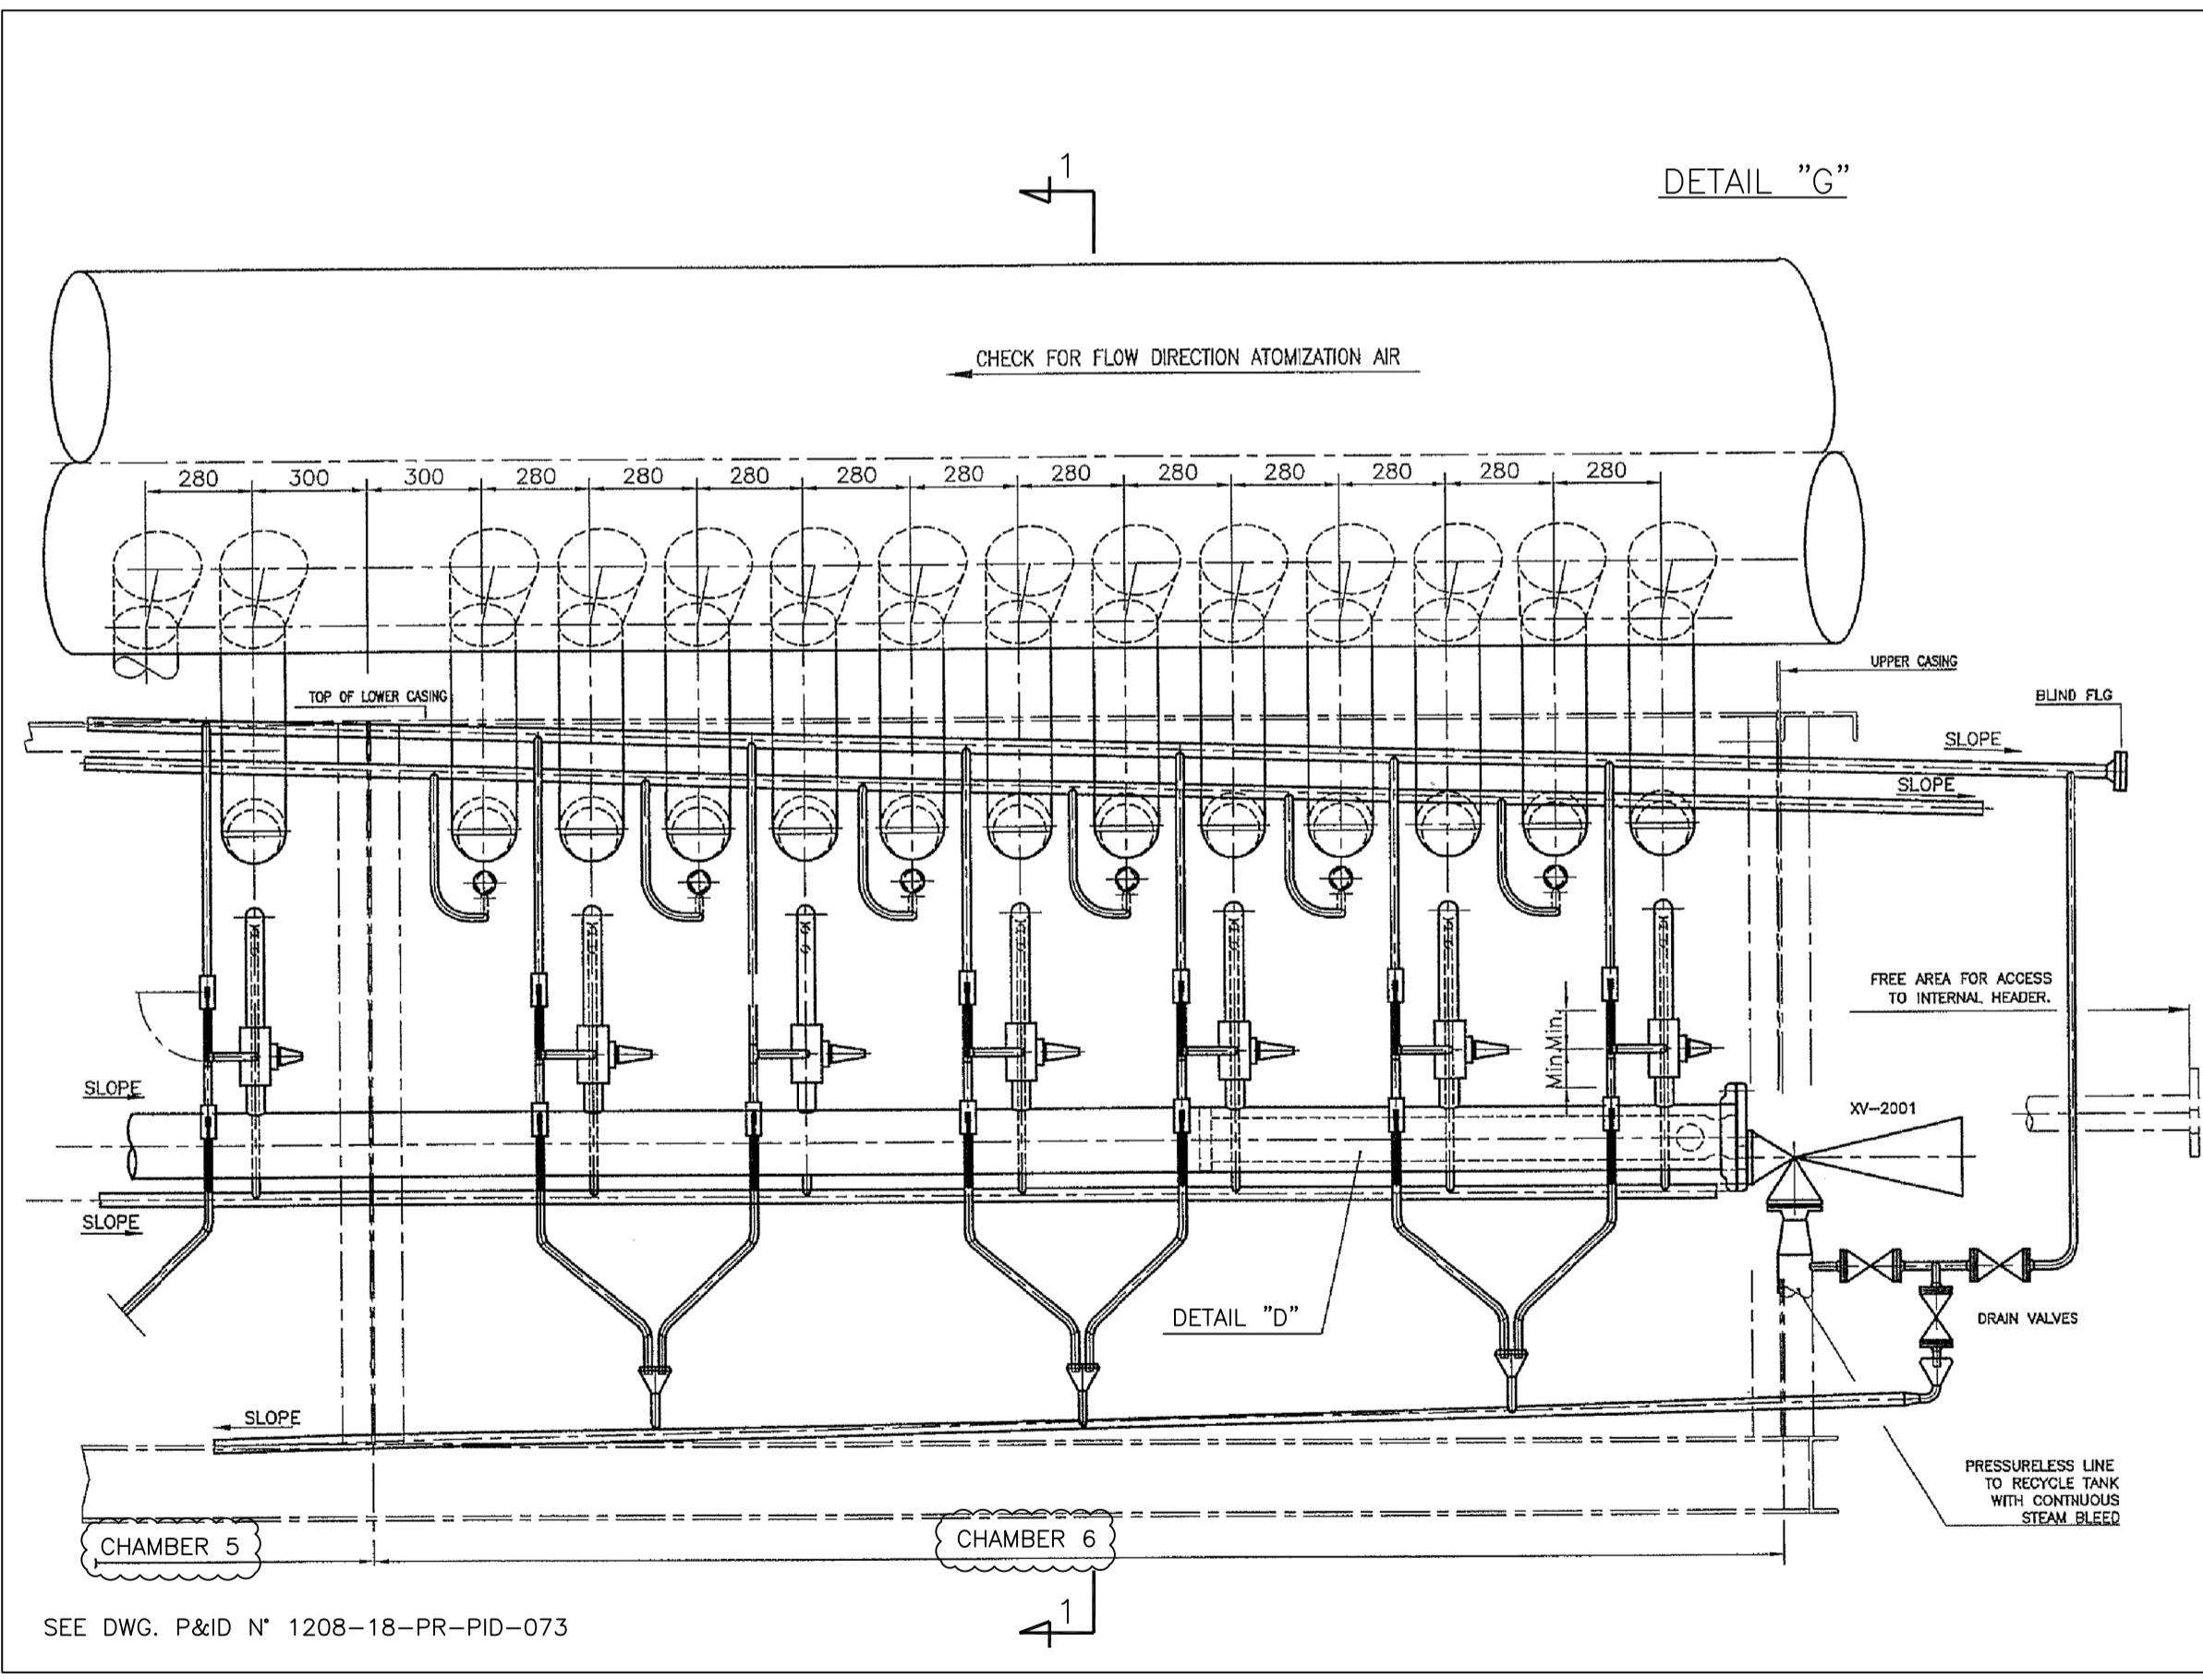 1
DETAIL "G"
CHECK FOR FLOW DIRECTION ATOMIZATION AIR
280 300 300 280 280 280 280 280 280 280 280 280 280 280
UPPER CASING
TOP OF LOWER CASING
BLIND FLG
SLOPE
SLOPE
FREE AREA FOR ACCESS
TO INTERNAL HEADER.
Min.
Min.
SLOPE
XV-2001
SLOPE
DETAIL "D"
DRAIN VALVES
SLOPE
PRESSURELESS LINE
TO RECYCLE TANK
WITH CONTNUOUS
STEAM BLEED
CHAMBER 5
CHAMBER 6
1
SEE DWG. P&ID N° 1208-18-PR-PID-073